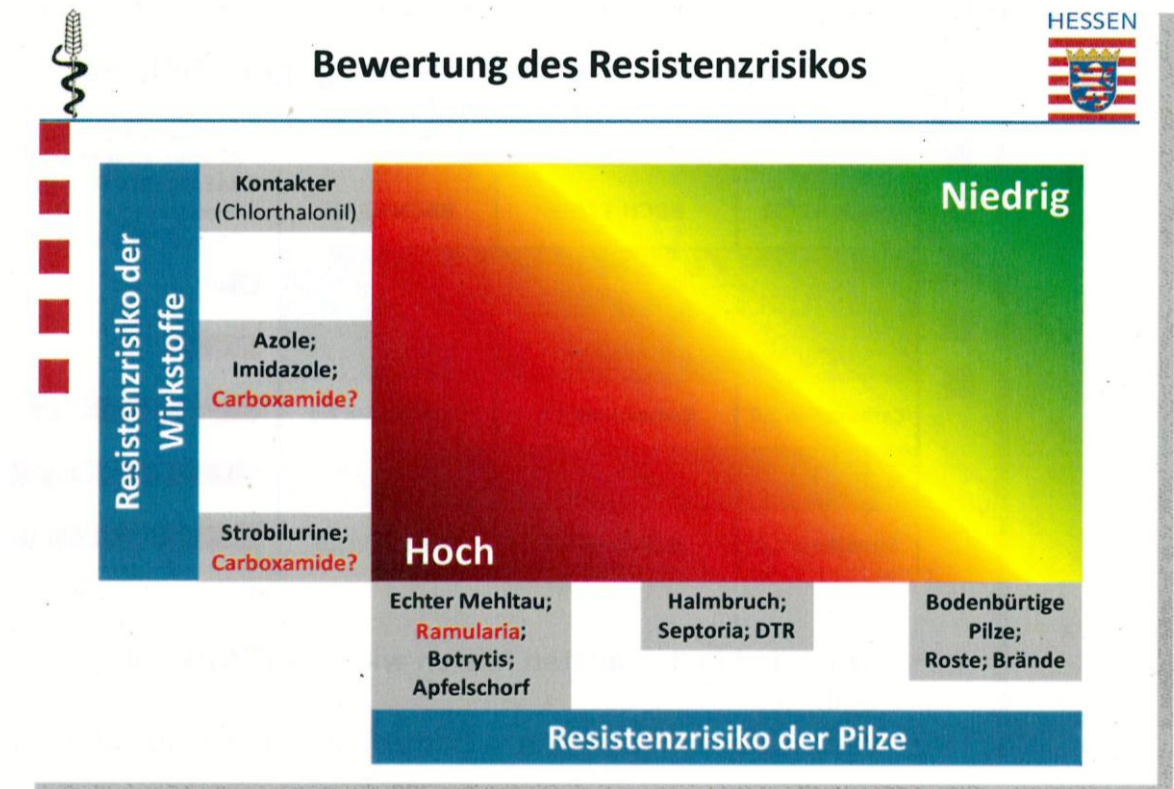 HESSEN
Bewertung des Resistenzrisikos
Resistenzrisiko der
Wirkstoffe
Kontakter
(Chlorthalonil)
Azole;
Imidazole;
Carboxamide?
Strobilurine;
Carboxamide?
Niedrig
Hoch
Echter Mehltau;
Ramularia;
Botrytis;
Apfelschorf
Halmbruch;
Septoria; DTR
Bodenbürtige
Pilze;
Roste; Brände
Resistenzrisiko der Pilze